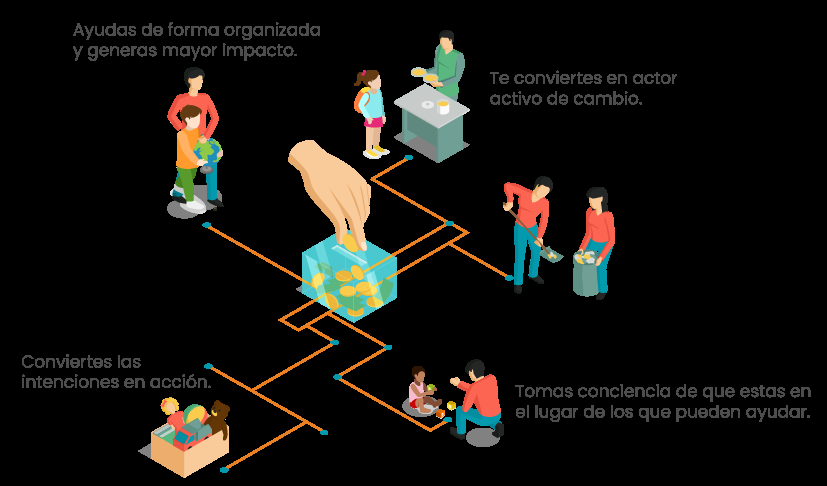 Ayudas de forma organizada
y generas mayor Impacto.
Te conviertes en actor
activo de cambio.
Conviertes las
intenciones en acción.
Tomas conciencia de que estas en
el lugar de los que pueden ayudar.